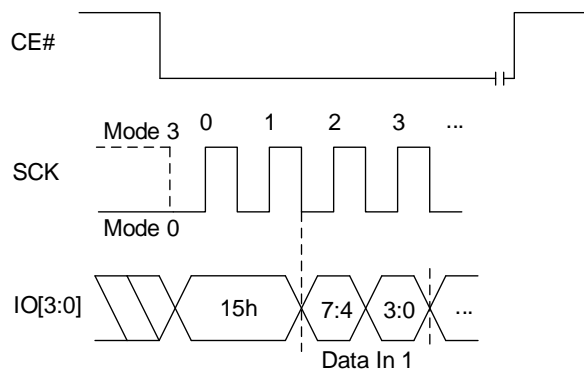 CE#
Mode 3
0 1 2 3 ...
SCK
Mode 0
IO[3:0]
15h 7:4 3:0 ...
Data In 1